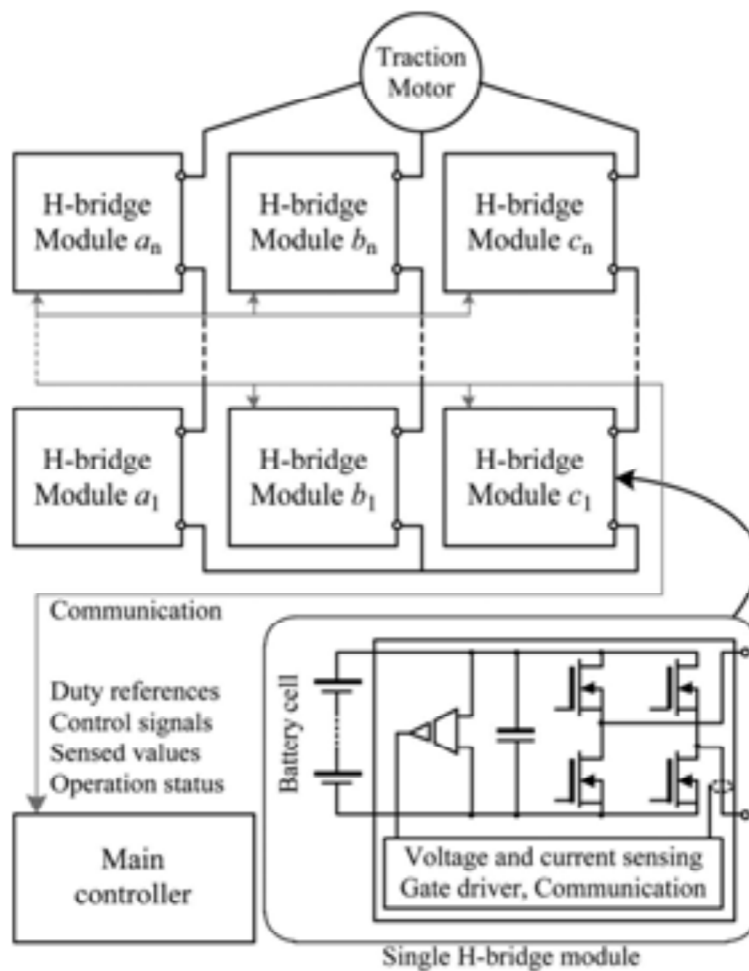 Traction
Motor
H-bridge
Module aₙ
H-bridge
Module bₙ
H-bridge
Module cₙ
H-bridge
Module a₁
H-bridge
Module b₁
H-bridge
Module c₁
Communication
Duty references
Control signals
Sensed values
Operation status
Main
controller
Battery cell
Voltage and current sensing
Gate driver, Communication
Single H-bridge module